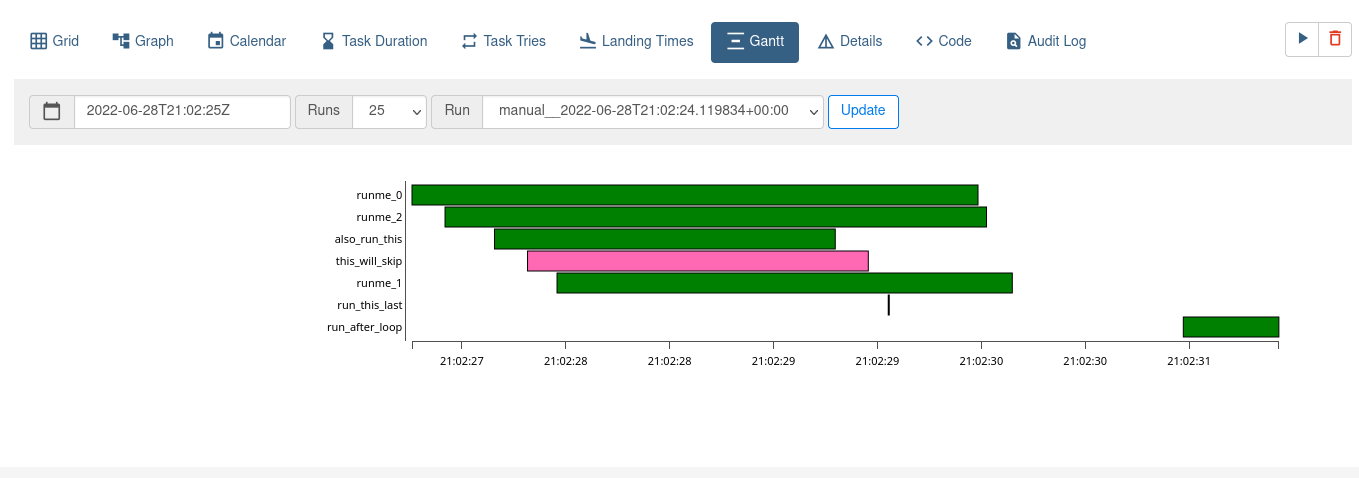 Grid Graph Calendar Task Duration Task Tries Landing Times Gantt Details Code Audit Log
2022-06-28T21:02:25Z Runs 25 Run manual__2022-06-28T21:02:24.119834+00:00 Update
runme_0
runme_2
also_run_this
this_will_skip
runme_1
run_this_last
run_after_loop
21:02:27 21:02:28 21:02:28 21:02:29 21:02:29 21:02:30 21:02:30 21:02:31